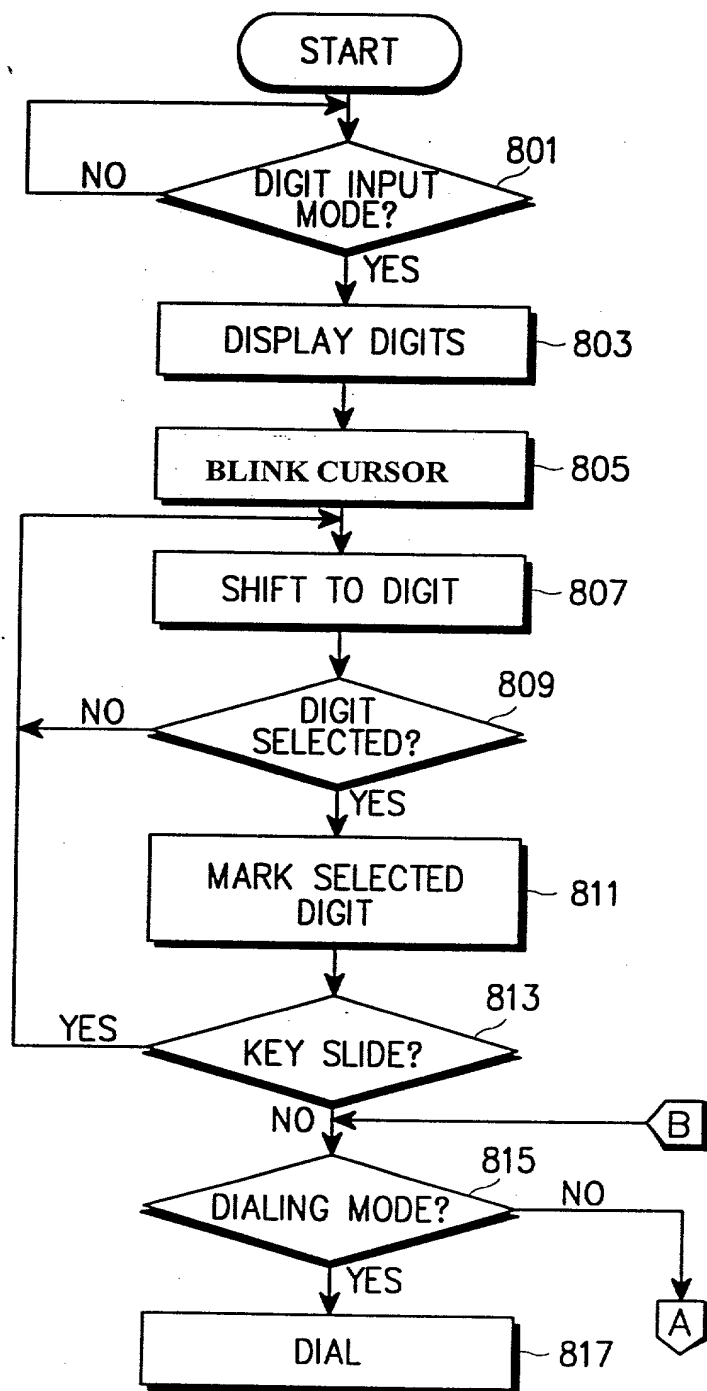 START
801
NO
DIGIT INPUT
MODE?
YES
DISPLAY DIGITS
803
BLINK CURSOR
805
SHIFT TO DIGIT
807
809
NO
DIGIT
SELECTED?
YES
MARK SELECTED
DIGIT
811
813
YES
KEY SLIDE?
NO
B
815
DIALING MODE?
NO
YES
A
DIAL
817